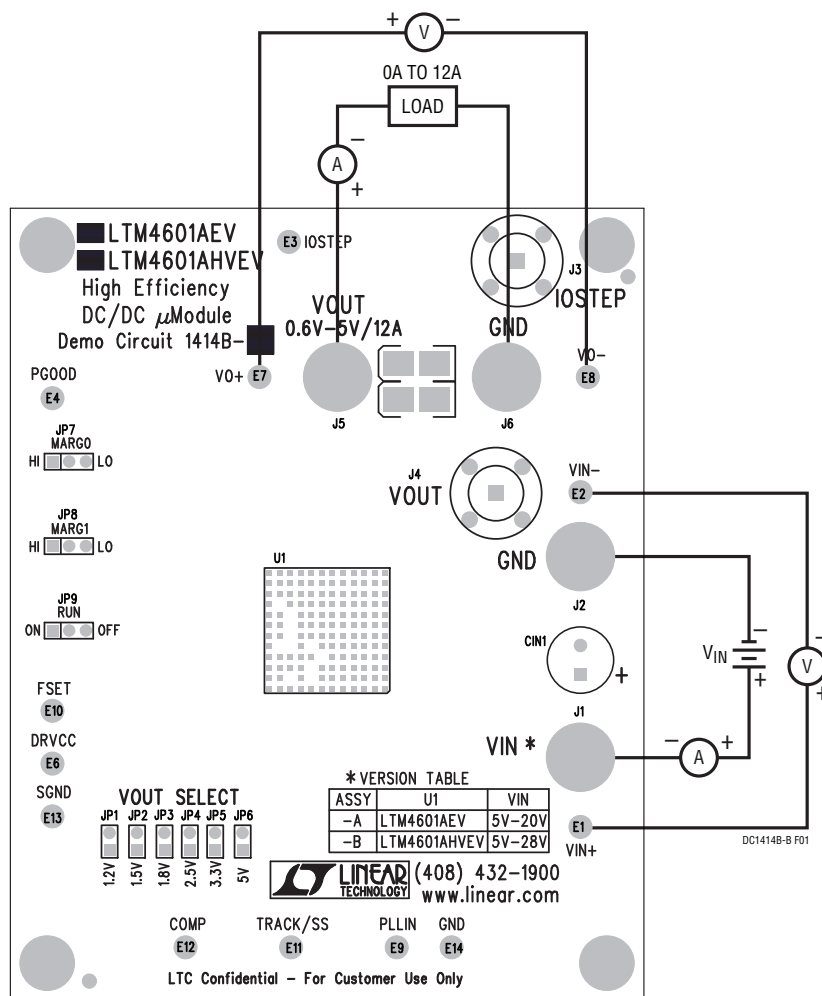 + V −
0A TO 12A
LOAD
−
A
+
LTM4601AEV
LTM4601AHVEV
High Efficiency
DC/DC µModule
Demo Circuit 1414B-
E3 IOSTEP
J3
IOSTEP
VOUT
0.6V-5V/12A
GND
VO+ E7
J5
J6
VO-
E8
PGOOD
E4
JP7
MARG0
HI LO
JP8
MARG1
HI LO
JP9
RUN
ON OFF
J4
VOUT
VIN-
E2
GND
J2
U1
CIN1
+
J1
VIN *
VIN
−
+
−
V
+
− A +
FSET
E10
DRVCC
E6
SGND
E13
VOUT SELECT
JP1 JP2 JP3 JP4 JP5 JP6
1.2V 1.5V 1.8V 2.5V 3.3V 5V
* VERSION TABLE
ASSY U1 VIN
-A LTM4601AEV 5V-20V
-B LTM4601AHVEV 5V-28V
E1
VIN+
DC1414B-B F01
LT LINEAR TECHNOLOGY (408) 432-1900
www.linear.com
COMP
E12
TRACK/SS
E11
PLLIN
E9
GND
E14
LTC Confidential – For Customer Use Only